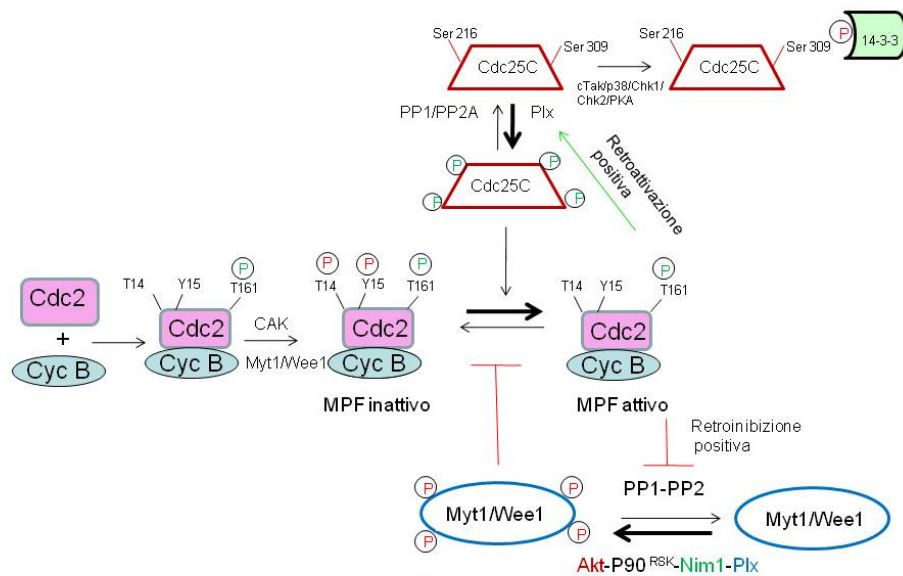 Ser 216
Ser 309
Cdc25C
cTak/p38/Chk1/
Chk2/PKA
Ser 216
Ser 309
Cdc25C
P
14-3-3
PP1/PP2A
Plx
P
P
P
P
Cdc25C
Retroattivazione
positiva
Cdc2
+
Cyc B
T14
Y15
P
T161
Cdc2
Cyc B
CAK
Myt1/Wee1
P
P
P
T14
Y15
T161
Cdc2
Cyc B
MPF inattivo
T14
Y15
P
T161
Cdc2
Cyc B
MPF attivo
Retroinibizione
positiva
P
P
P
P
Myt1/Wee1
PP1-PP2
Akt-P90 RSK-Nim1-Plx
Myt1/Wee1